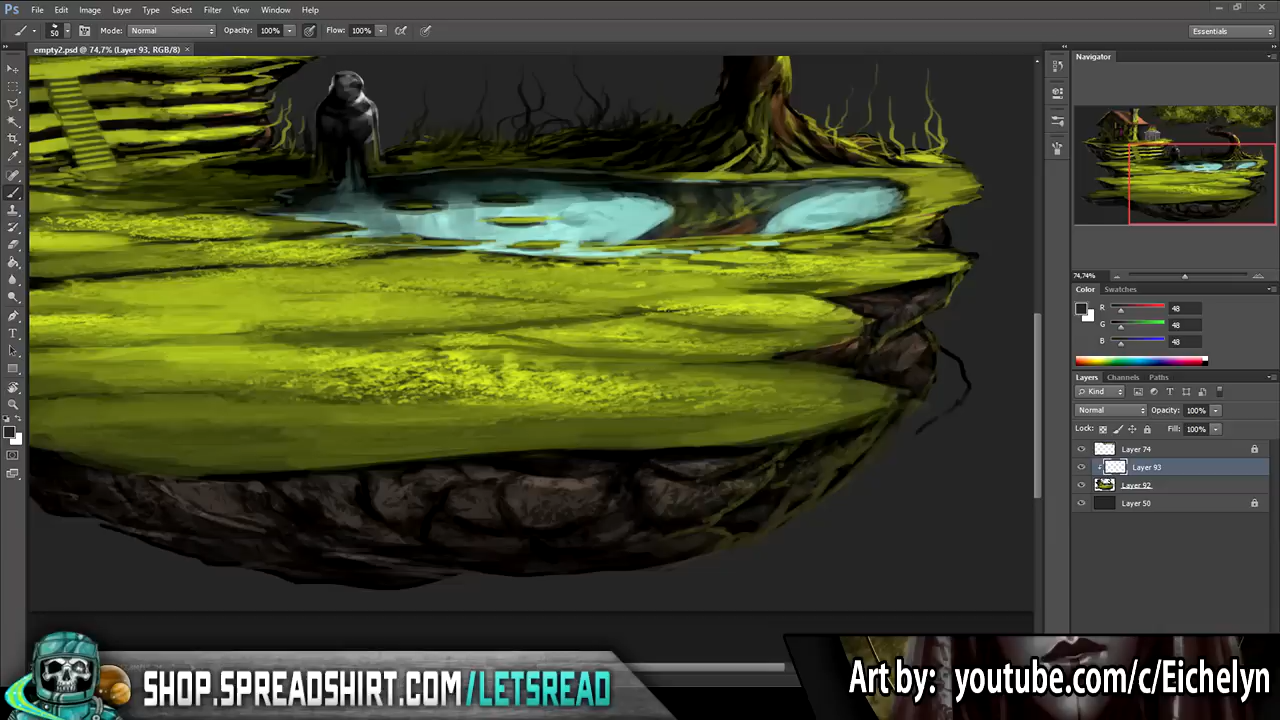 Ps File Edit Image Layer Type Select Filter View Window Help
50 Mode: Normal Opacity: 100% Flow: 100% Essentials
empty2.psd @ 74,7% (Layer 93, RGB/8) ×
Navigator
74,74%
Color Swatches
R 48
G 48
B 48
Layers Channels Paths
Kind
Normal Opacity: 100%
Lock: Fill: 100%
Layer 74
Layer 93
Layer 92
Layer 50
SHOP.SPREADSHIRT.COM/LETSREAD
Art by: youtube.com/c/Eichelyn